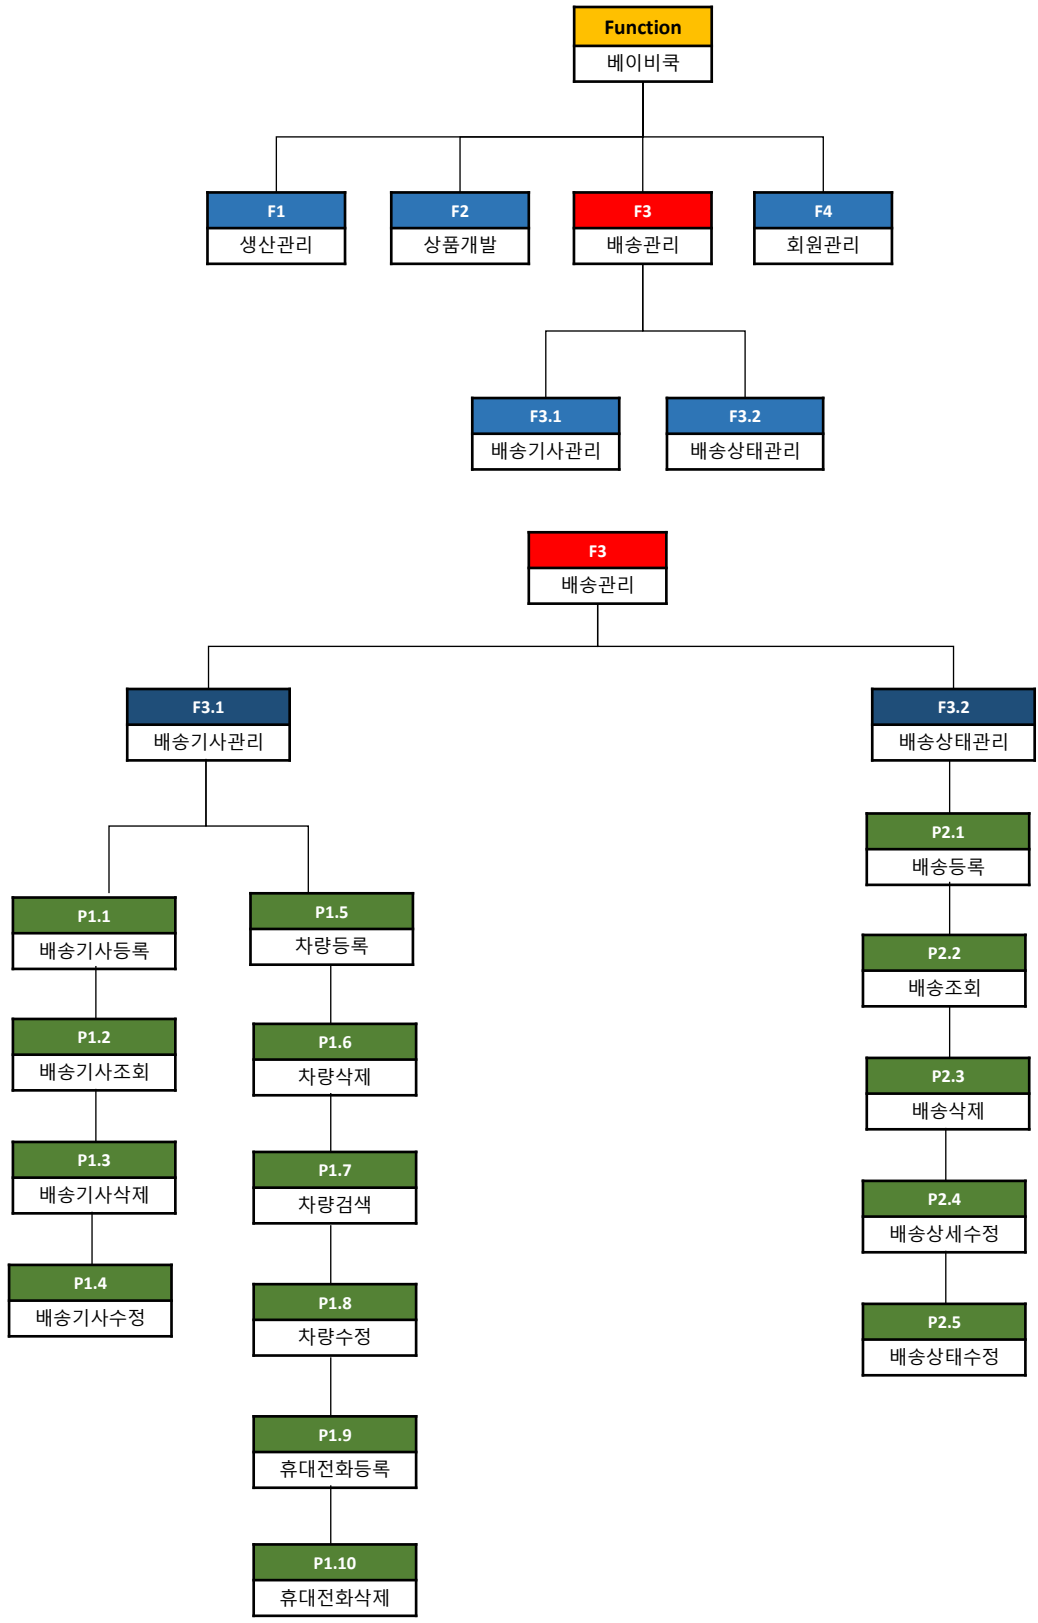 Function
베이비쿡
F1
생산관리
F2
상품개발
F3
배송관리
F4
회원관리
F3.1
배송기사관리
F3.2
배송상태관리
F3
배송관리
F3.1
배송기사관리
F3.2
배송상태관리
P1.1
배송기사등록
P1.2
배송기사조회
P1.3
배송기사삭제
P1.4
배송기사수정
P1.5
차량등록
P1.6
차량삭제
P1.7
차량검색
P1.8
차량수정
P1.9
휴대전화등록
P1.10
휴대전화삭제
P2.1
배송등록
P2.2
배송조회
P2.3
배송삭제
P2.4
배송상세수정
P2.5
배송상태수정